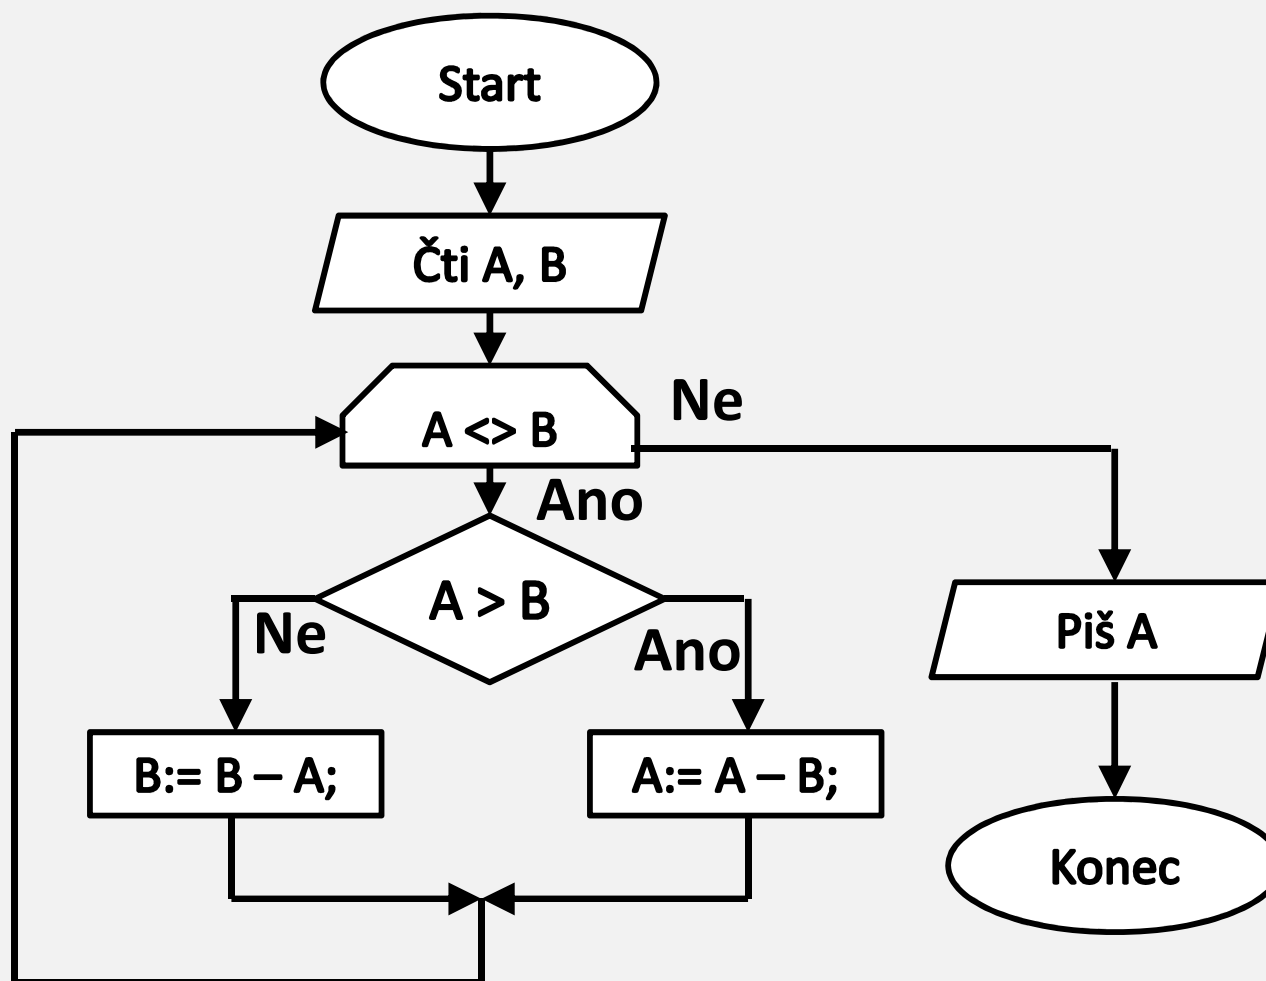 Start
Čti A, B
A <> B
Ne
Ano
A > B
Ne
Ano
Piš A
B:= B – A;
A:= A – B;
Konec